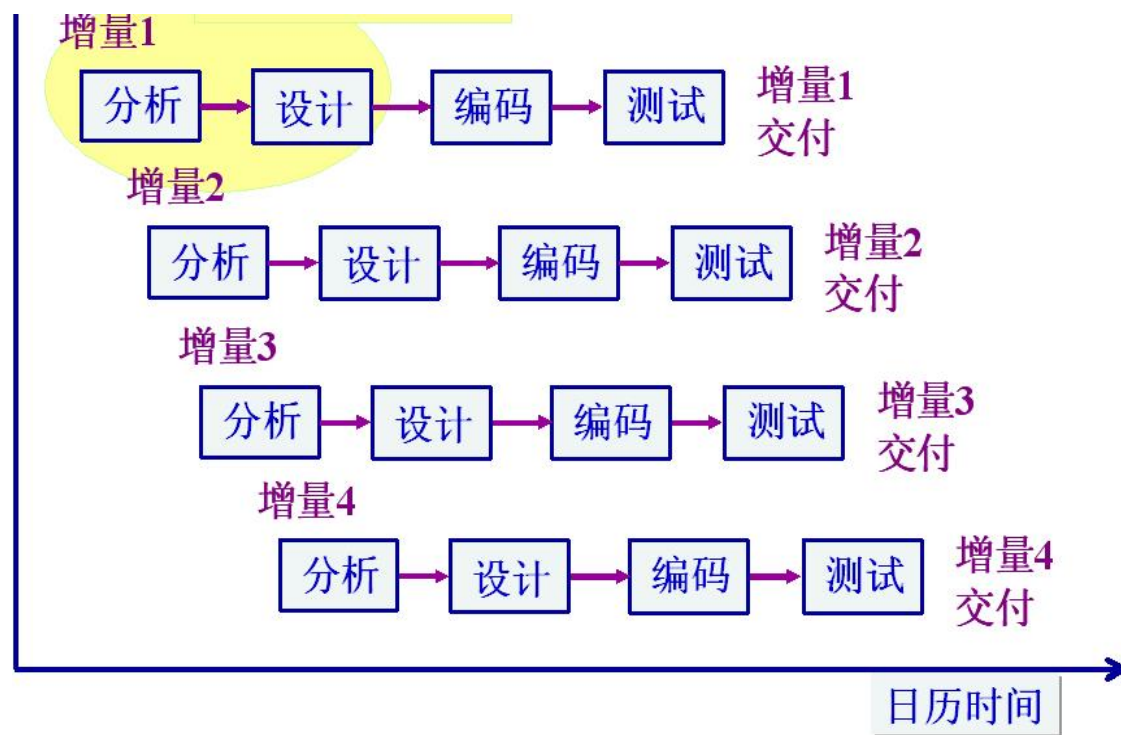 增量1
分析
设计
编码
测试
增量1
交付
增量2
分析
设计
编码
测试
增量2
交付
增量3
分析
设计
编码
测试
增量3
交付
增量4
分析
设计
编码
测试
增量4
交付
日历时间